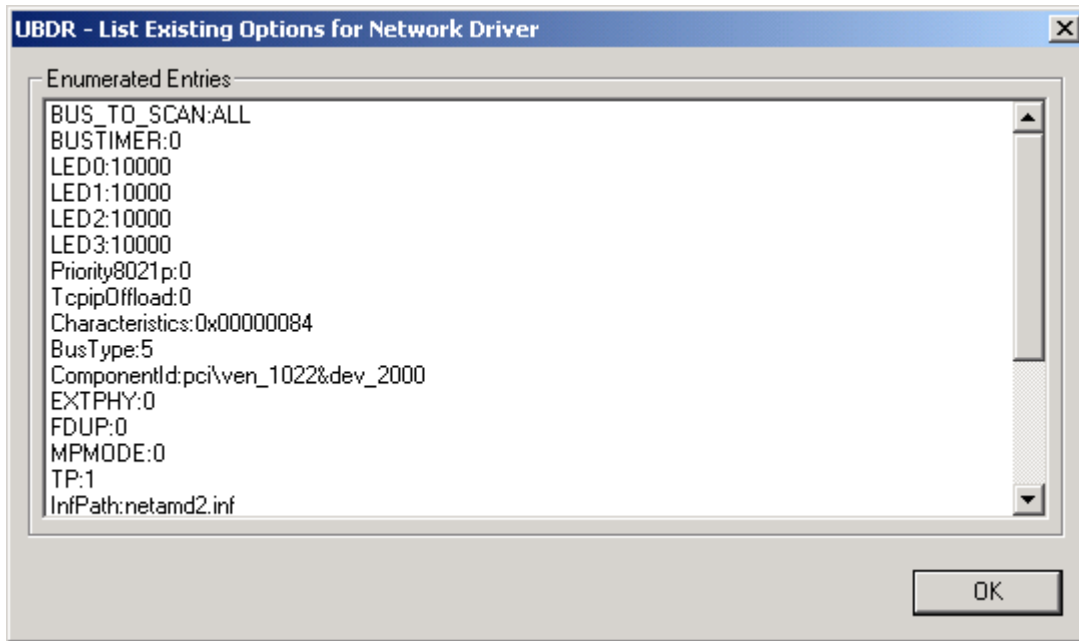 UBDR - List Existing Options for Network Driver
Enumerated Entries
BUS_TO_SCAN:ALL
BUSTIMER:0
LED0:10000
LED1:10000
LED2:10000
LED3:10000
Priority8021p:0
TcpipOffload:0
Characteristics:0x00000084
BusType:5
ComponentId:pci\ven_1022&dev_2000
EXTPHY:0
FDUP:0
MPMODE:0
TP:1
InfPath:netamd2.inf
OK